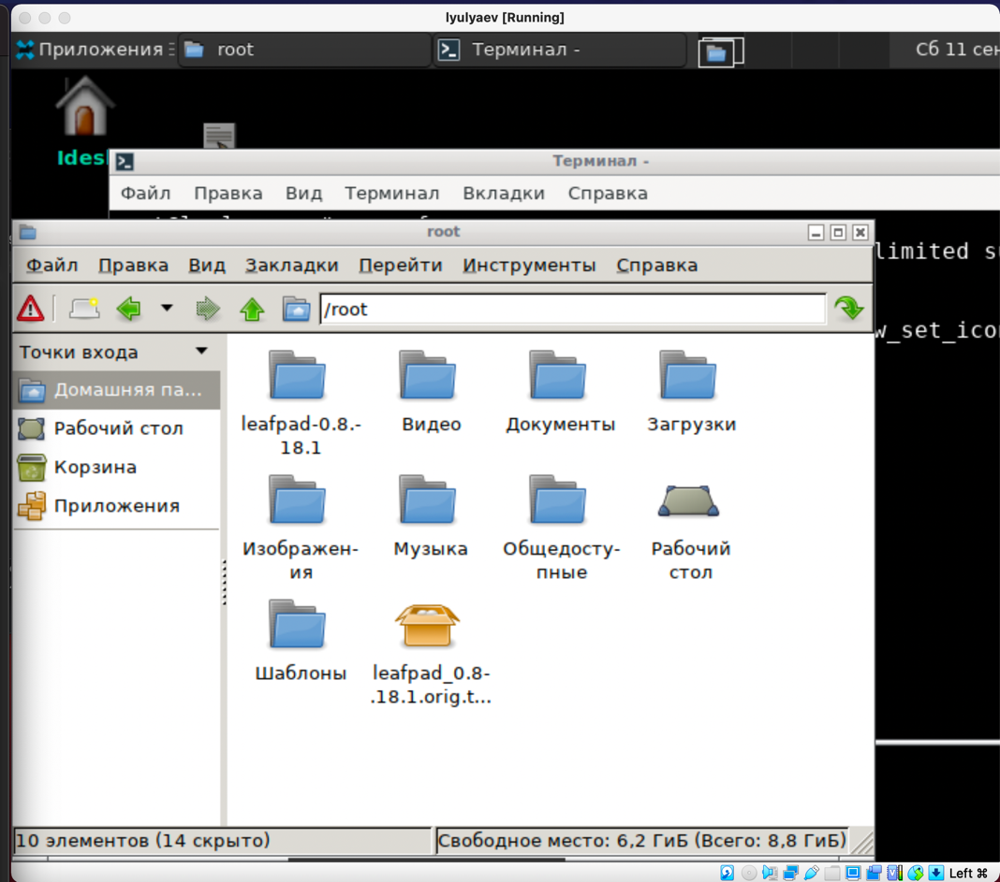 lyulyaev [Running]
Приложения
root
Терминал -
Сб 11 сен
Ides
Терминал -
Файл Правка Вид Терминал Вкладки Справка
root
limited
Файл Правка Вид Закладки Перейти Инструменты Справка
/root
w_set_ico
Точки входа
Домашняя па...
Рабочий стол
Корзина
Приложения
leafpad-0.8.-
18.1
Видео
Документы
Загрузки
Изображен-
ия
Музыка
Общедосту-
пные
Рабочий
стол
Шаблоны
leafpad_0.8-
.18.1.orig.t...
10 элементов (14 скрыто)
Свободное место: 6,2 ГиБ (Всего: 8,8 ГиБ)
Left ⌘